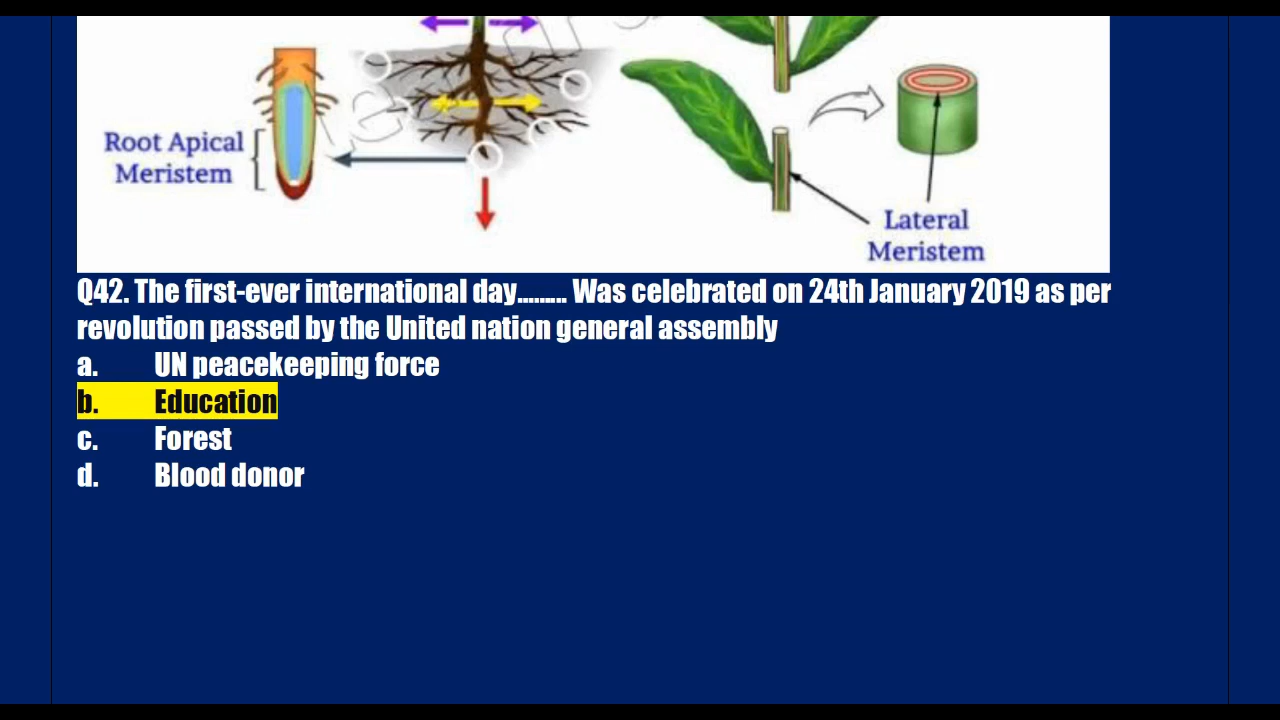 Root Apical
Meristem
Lateral
Meristem
Q42. The first-ever international day......... Was celebrated on 24th January 2019 as per
revolution passed by the United nation general assembly
a. UN peacekeeping force
b. Education
c. Forest
d. Blood donor